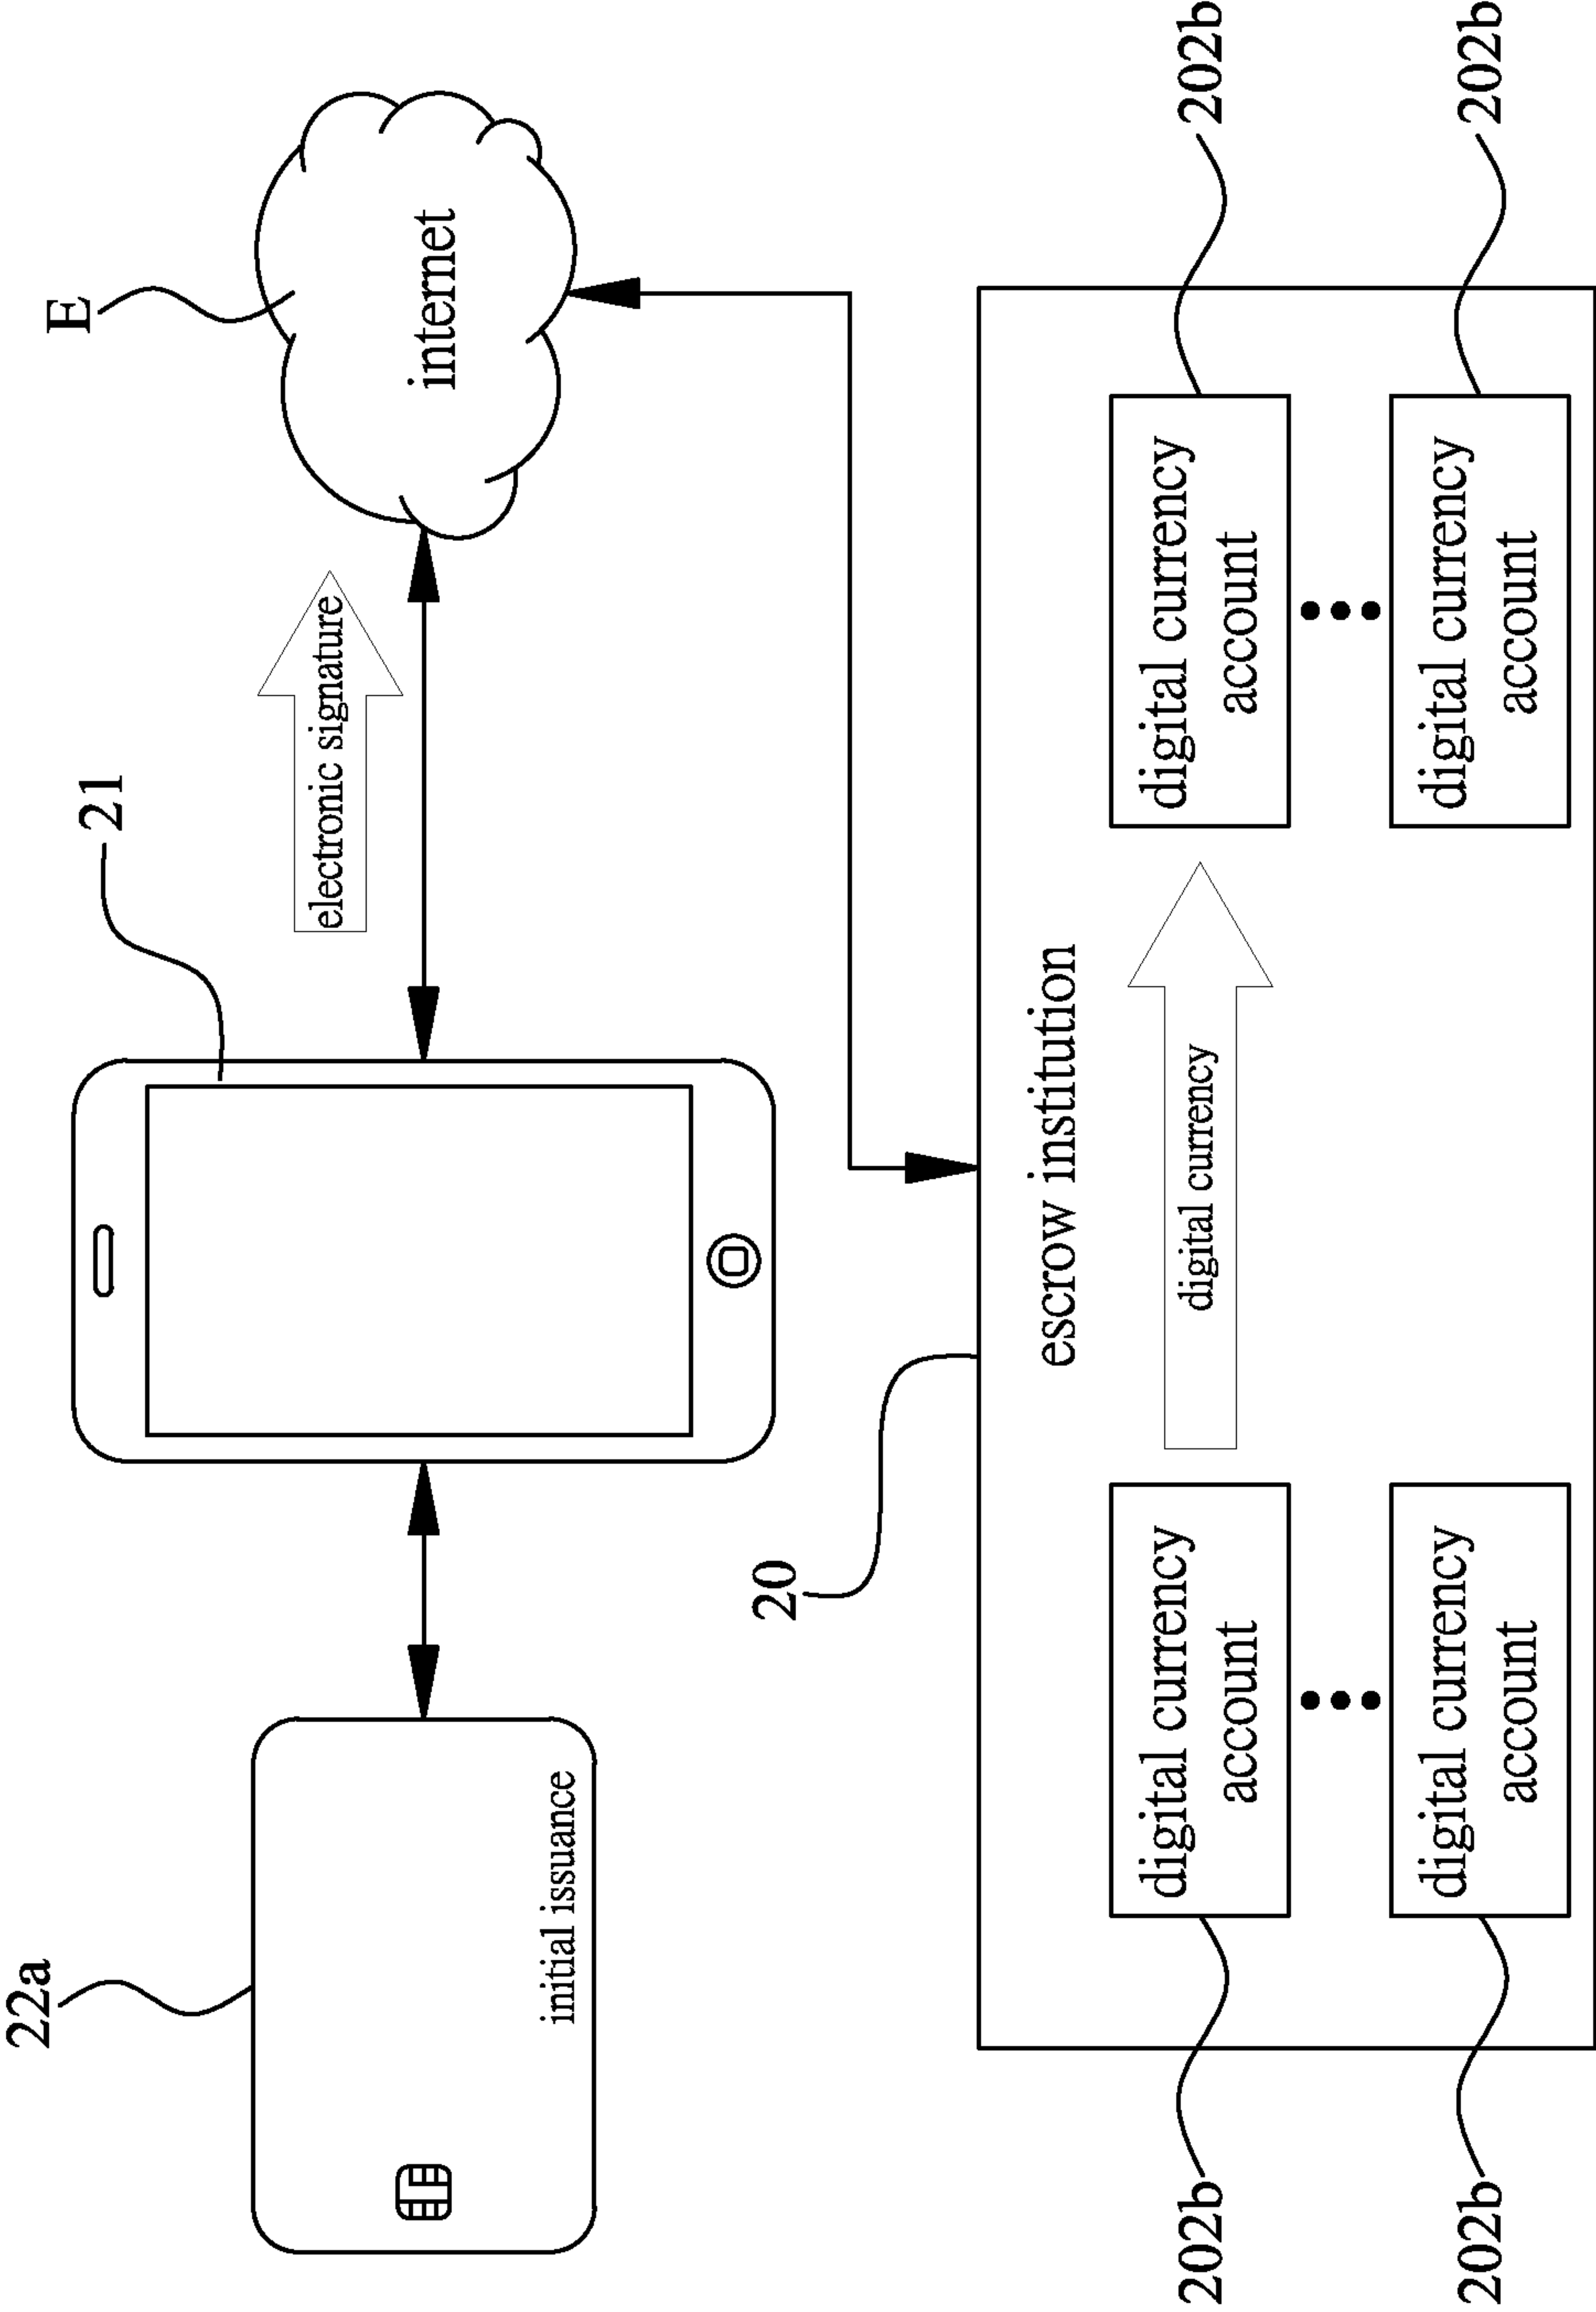 22a
21
E
initial issuance
electronic signature
internet
20
escrow institution
digital currency
account
digital currency
digital currency
account
digital currency
account
digital currency
account
202b
202b
202b
202b